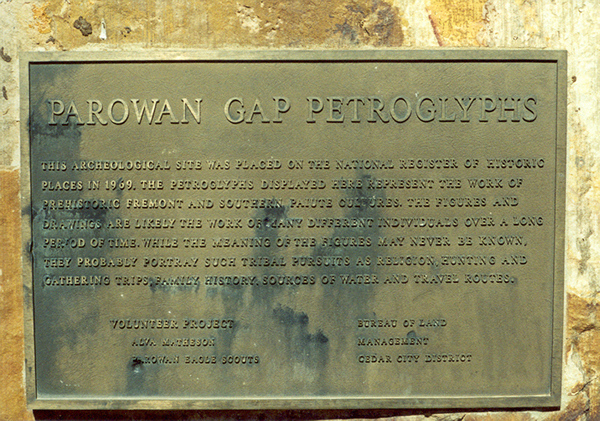 PAROWAN GAP PETROGLYPHS
THIS ARCHEOLOGICAL SITE WAS PLACED ON THE NATIONAL REGISTER OF HISTORIC
PLACES IN 1969. THE PETROGLYPHS DISPLAYED HERE REPRESENT THE WORK OF
PREHISTORIC FREMONT AND SOUTHERN PAIUTE CULTURES. THE FIGURES AND
DRAWINGS ARE LIKELY THE WORK OF MANY DIFFERENT INDIVIDUALS OVER A LONG
PERIOD OF TIME. WHILE THE MEANING OF THE FIGURES MAY NEVER BE KNOWN,
THEY PROBABLY PORTRAY SUCH TRIBAL PURSUITS AS RELIGION, HUNTING AND
GATHERING TRIPS, FAMILY HISTORY, SOURCES OF WATER AND TRAVEL ROUTES.
VOLUNTEER PROJECT
ALVA MATHESON
PAROWAN EAGLE SCOUTS
BUREAU OF LAND
MANAGEMENT
CEDAR CITY DISTRICT